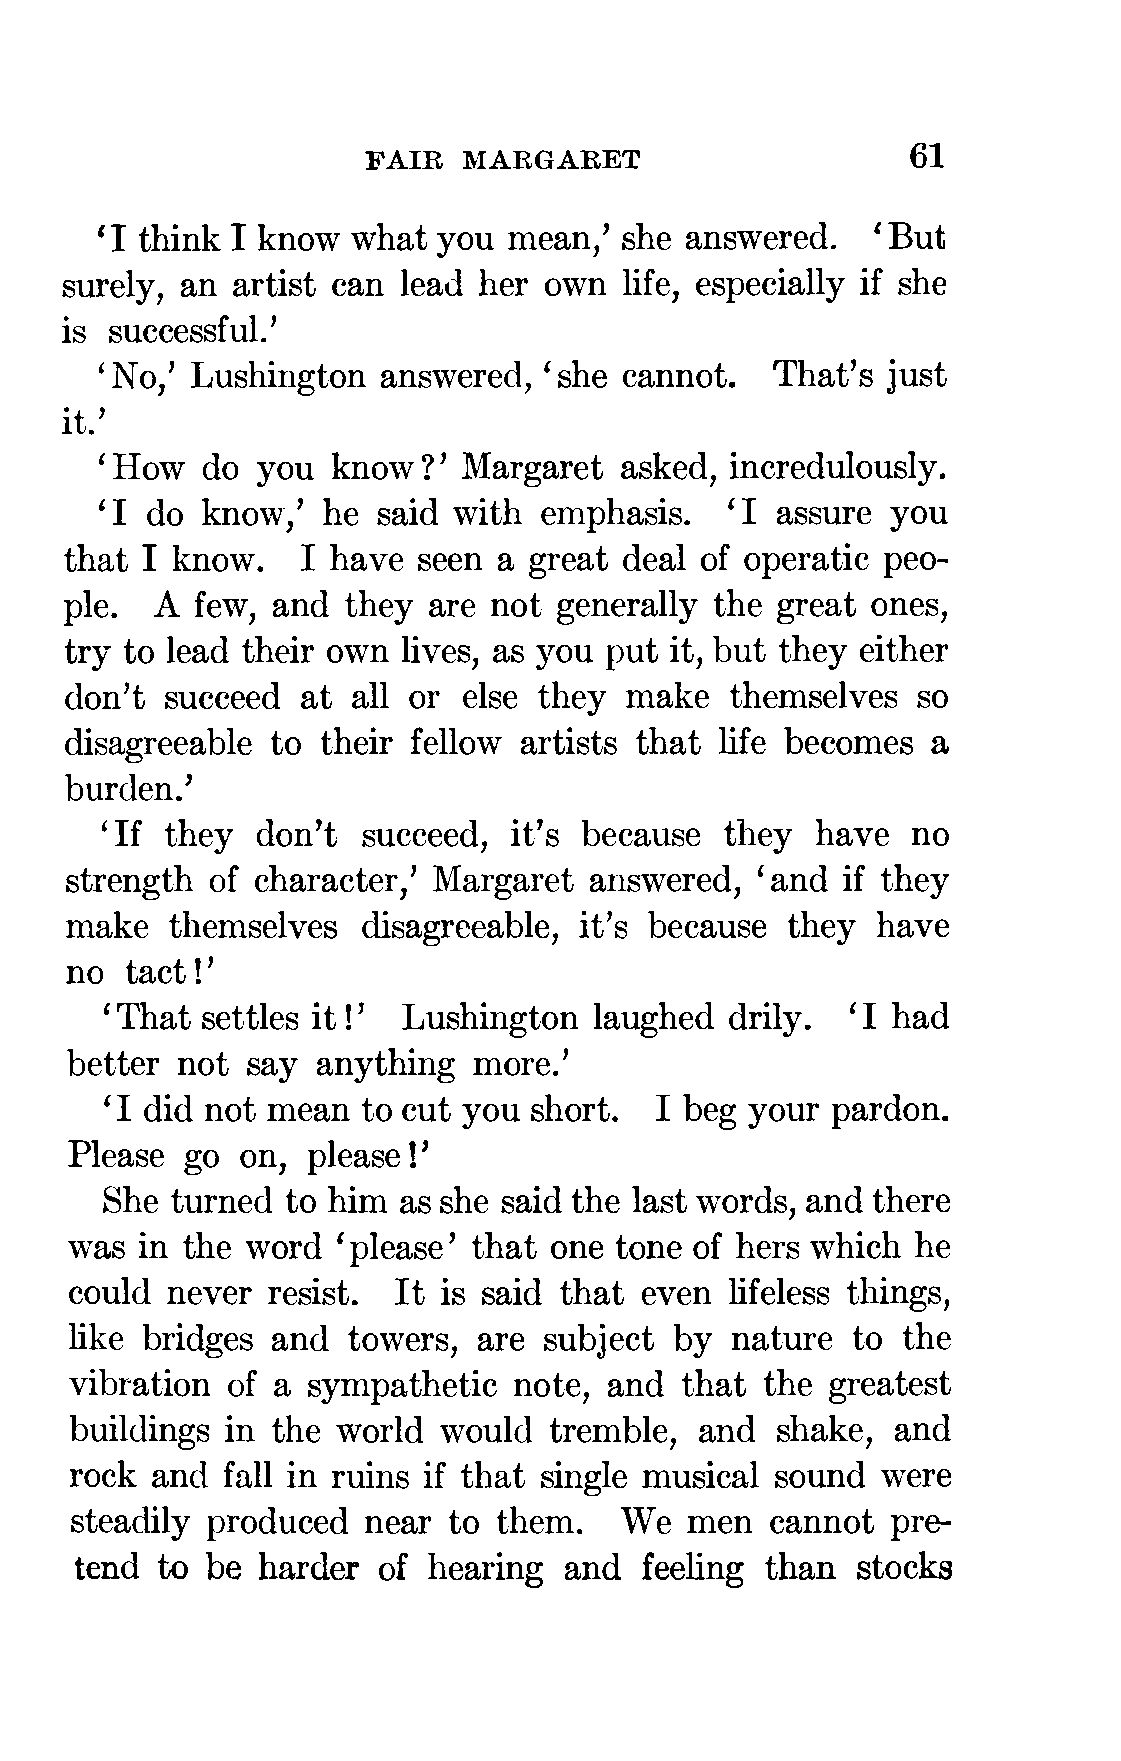 FAIR MARGARET 61
‘I think I know what you mean,’ she answered. ‘But
surely, an artist can lead her own life, especially if she
is successful.’
‘No,’ Lushington answered, ‘she cannot. That’s just
it.’
‘How do you know?’ Margaret asked, incredulously.
‘I do know,’ he said with emphasis. ‘I assure you
that I know. I have seen a great deal of operatic peo-
ple. A few, and they are not generally the great ones,
try to lead their own lives, as you put it, but they either
don’t succeed at all or else they make themselves so
disagreeable to their fellow artists that life becomes a
burden.’
‘If they don’t succeed, it’s because they have no
strength of character,’ Margaret answered, ‘and if they
make themselves disagreeable, it’s because they have
no tact!’
‘That settles it!’ Lushington laughed drily. ‘I had
better not say anything more.’
‘I did not mean to cut you short. I beg your pardon.
Please go on, please!’
She turned to him as she said the last words, and there
was in the word ‘please’ that one tone of hers which he
could never resist. It is said that even lifeless things,
like bridges and towers, are subject by nature to the
vibration of a sympathetic note, and that the greatest
buildings in the world would tremble, and shake, and
rock and fall in ruins if that single musical sound were
steadily produced near to them. We men cannot pre-
tend to be harder of hearing and feeling than stocks